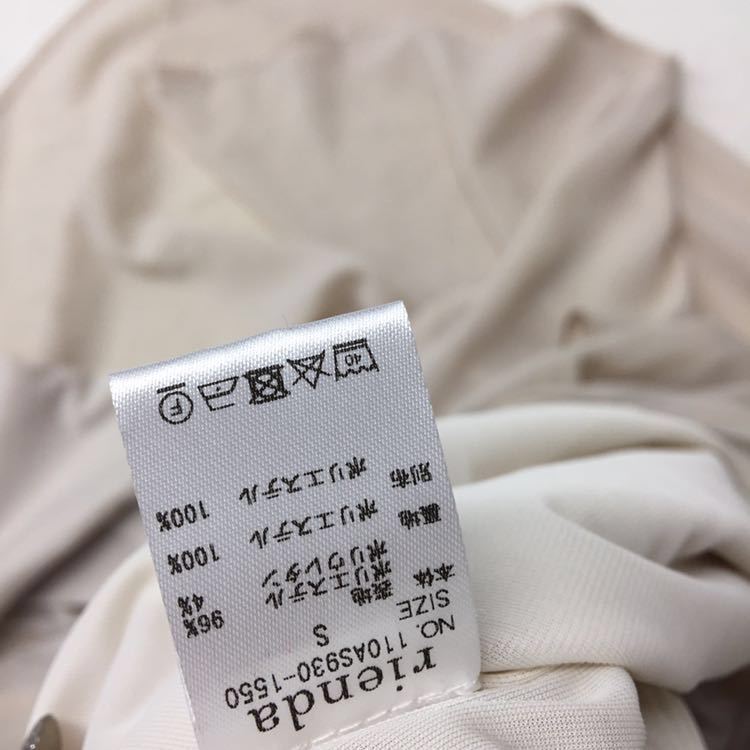 rienda
NO. 110AS930-1550
SIZE S
本体
表地 ポリエステル 96%
ポリウレタン 4%
裏地 ポリエステル 100%
別布 ポリエステル 100%
40 F